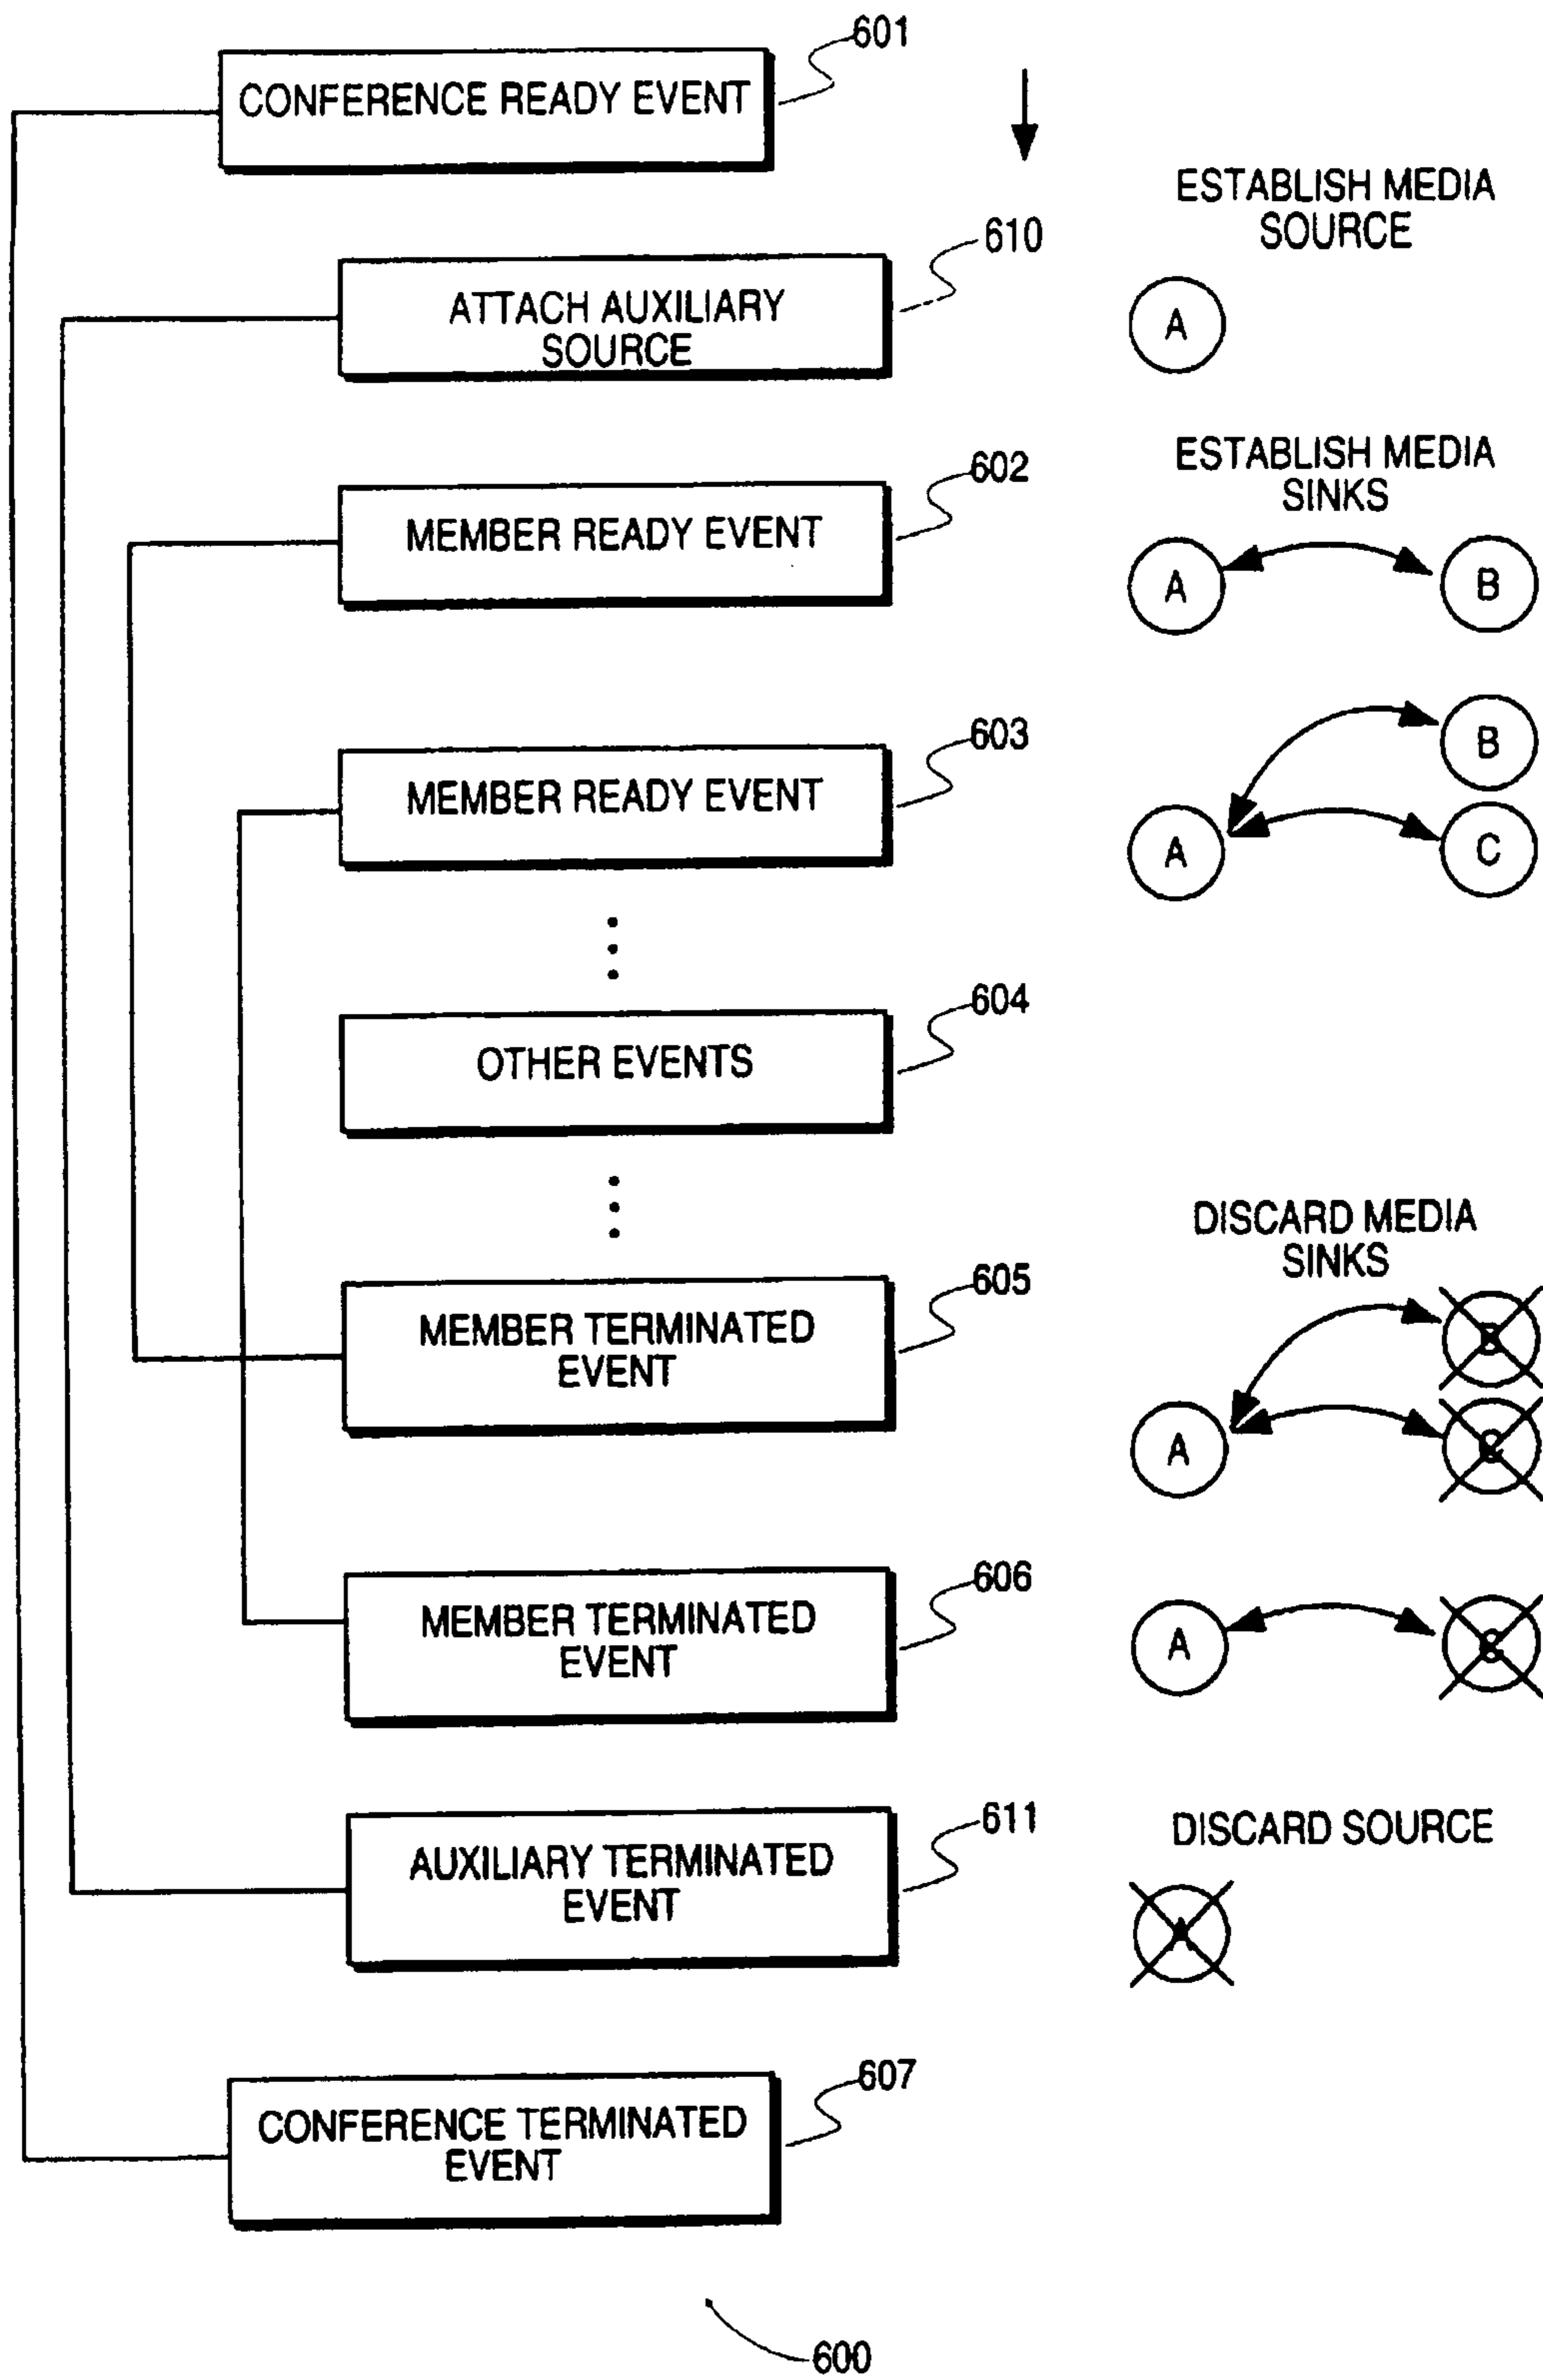 601
CONFERENCE READY EVENT
ESTABLISH MEDIA
SOURCE
610
ATTACH AUXILIARY
SOURCE
A
ESTABLISH MEDIA
SINKS
602
MEMBER READY EVENT
A
B
603
MEMBER READY EVENT
B
A
C
604
OTHER EVENTS
DISCARD MEDIA
SINKS
605
MEMBER TERMINATED
EVENT
B
A
C
606
MEMBER TERMINATED
EVENT
A
C
611
AUXILIARY TERMINATED
EVENT
DISCARD SOURCE
A
607
CONFERENCE TERMINATED
EVENT
600